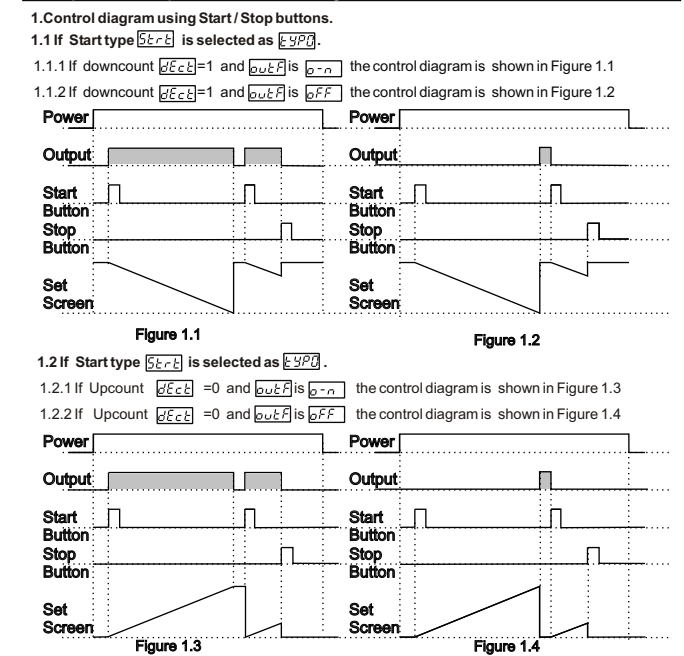 1.Control diagram using Start / Stop buttons.
1.1 If Start type Strt is selected as tYP0.
1.1.1 If downcount dEct=1 and outF is o-n the control diagram is shown in Figure 1.1
1.1.2 If downcount dEct=1 and outF is oFF the control diagram is shown in Figure 1.2
Power
Output
Start
Button
Stop
Button
Set
Screen
Figure 1.1
Power
Output
Start
Button
Stop
Button
Set
Screen
Figure 1.2
1.2 If Start type Strt is selected as tYP0.
1.2.1 If Upcount dEct =0 and outF is o-n the control diagram is shown in Figure 1.3
1.2.2 If Upcount dEct =0 and outF is oFF the control diagram is shown in Figure 1.4
Power
Output
Start
Button
Stop
Button
Set
Screen
Figure 1.3
Power
Output
Start
Button
Stop
Button
Set
Screen
Figure 1.4